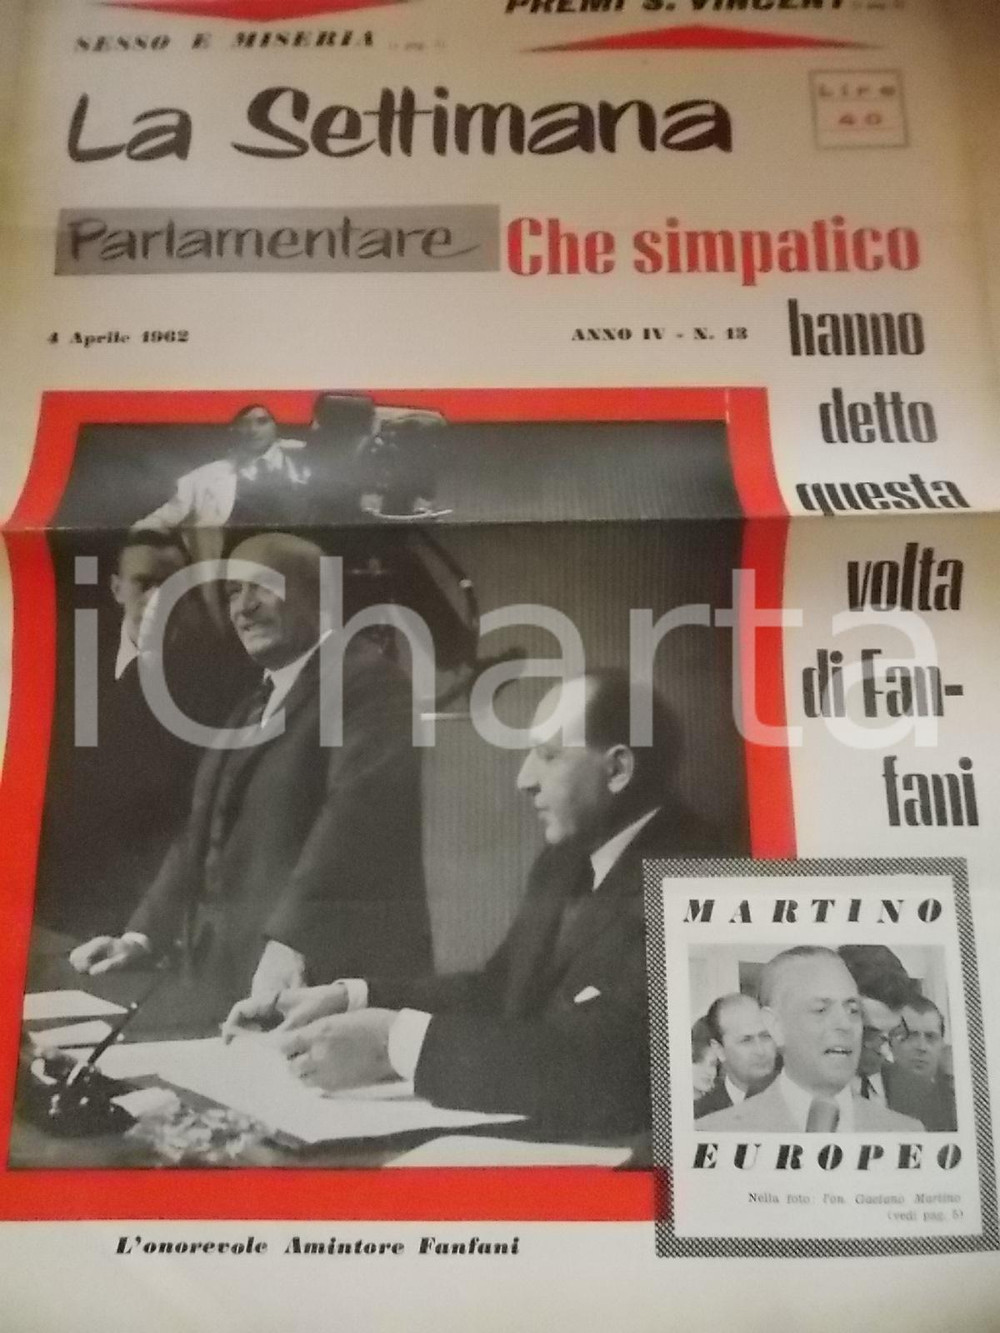 PREMI S. VINCENT
SESSO E MISERIA
La Settimana
Lire
40
Parlamentare
Che simpatico
hanno
detto
questa
volta
di Fan-
fani
4 Aprile 1962
ANNO IV - N. 13
iCharta
MARTINO
EUROPEO
Nella foto: l'on. Gaetano Martino
(vedi pag. 5)
L'onorevole Amintore Fanfani